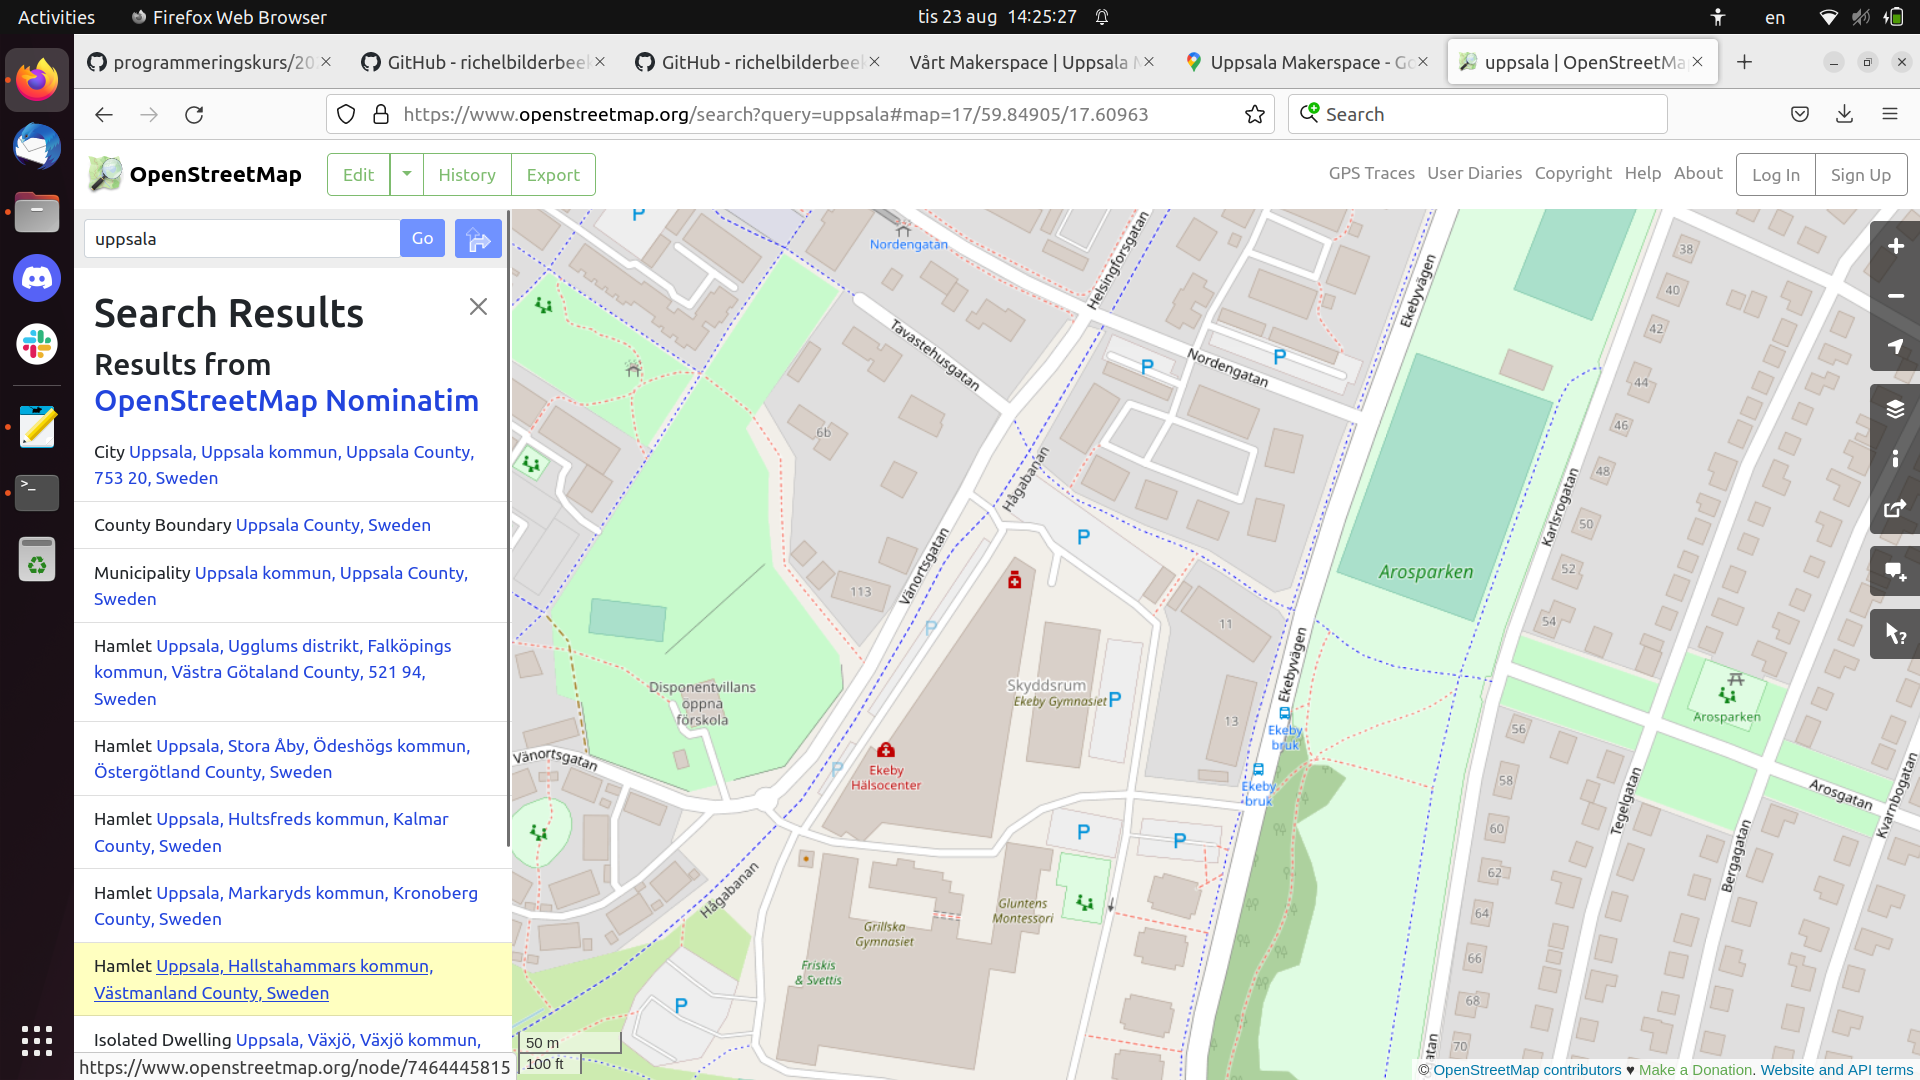 Activities
Firefox Web Browser
tis 23 aug 14:25:27
en
programmeringskurs/20
GitHub - richelbilderbeek
GitHub - richelbilderbeek
Vårt Makerspace | Uppsala M
Uppsala Makerspace - Go
uppsala | OpenStreetMa
https://www.openstreetmap.org/search?query=uppsala#map=17/59.84905/17.60963
Search
OpenStreetMap
Edit
History
Export
GPS Traces
User Diaries
Copyright
Help
About
Log In
Sign Up
uppsala
Go
Search Results
Results from
OpenStreetMap Nominatim
City Uppsala, Uppsala kommun, Uppsala County,
753 20, Sweden
County Boundary Uppsala County, Sweden
Municipality Uppsala kommun, Uppsala County,
Sweden
Hamlet Uppsala, Ugglums distrikt, Falköpings
kommun, Västra Götaland County, 521 94,
Sweden
Hamlet Uppsala, Stora Åby, Ödeshögs kommun,
Östergötland County, Sweden
Hamlet Uppsala, Hultsfreds kommun, Kalmar
County, Sweden
Hamlet Uppsala, Markaryds kommun, Kronoberg
County, Sweden
Hamlet Uppsala, Hallstahammars kommun,
Västmanland County, Sweden
Isolated Dwelling Uppsala, Växjö, Växjö kommun,
https://www.openstreetmap.org/node/7464445815
P
Nordengatan
Helsingforsgatan
Ekebyvägen
38
40
42
44
46
48
50
52
54
56
58
60
62
64
66
68
70
Tavastehusgatan
P
Nordengatan
P
6b
Hågabanan
Karlsrogatan
P
Vänortsgatan
113
Arosparken
11
P
Ekebyvägen
Disponentvillans
öppna
förskola
Skyddsrum
Ekeby Gymnasiet
P
13
Ekeby
bruk
Ekeby
bruk
Arosparken
Vänortsgatan
P
Ekeby
Hälsocenter
Tegelgatan
Arosgatan
Kvarnbogatan
Bergagatan
P
P
Hågabanan
Gluntens
Montessori
Grillska
Gymnasiet
Friskis
& Svettis
P
atan
50 m
100 ft
© OpenStreetMap contributors ♥ Make a Donation. Website and API terms